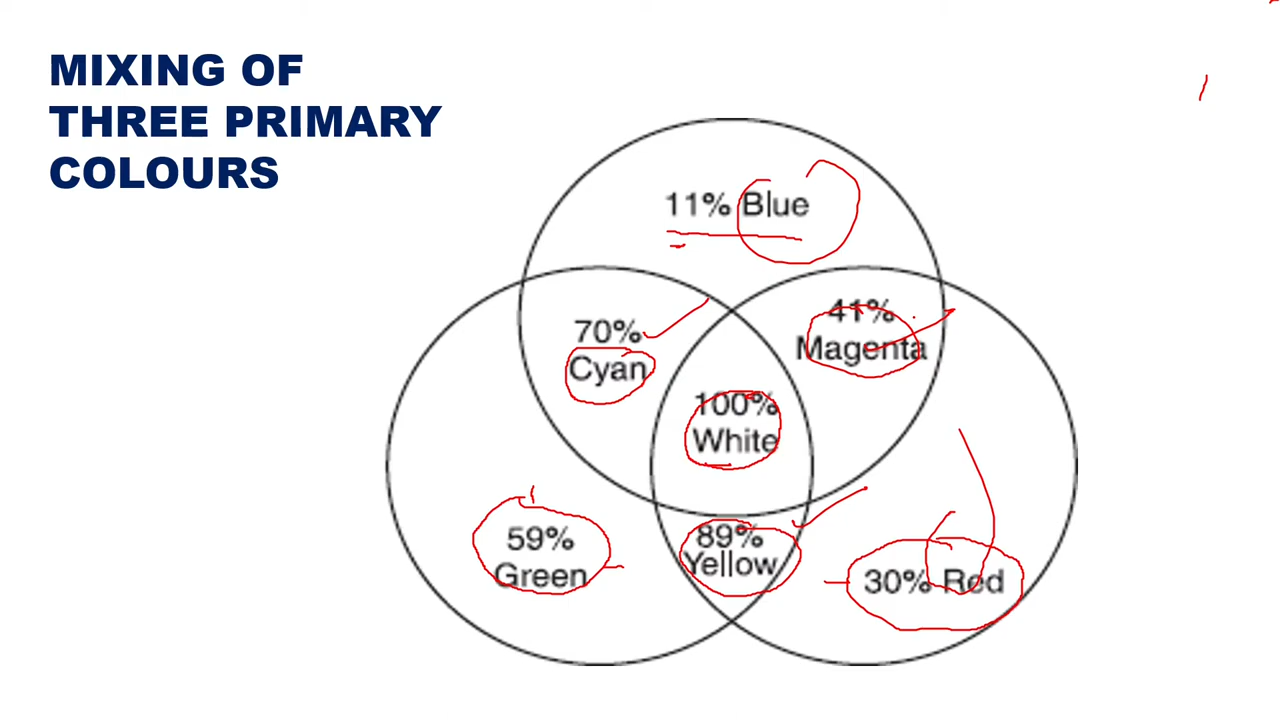 MIXING OF
THREE PRIMARY
COLOURS
11% Blue
70%
Cyan
41%
Magenta
100%
White
59%
Green
89%
Yellow
30% Red